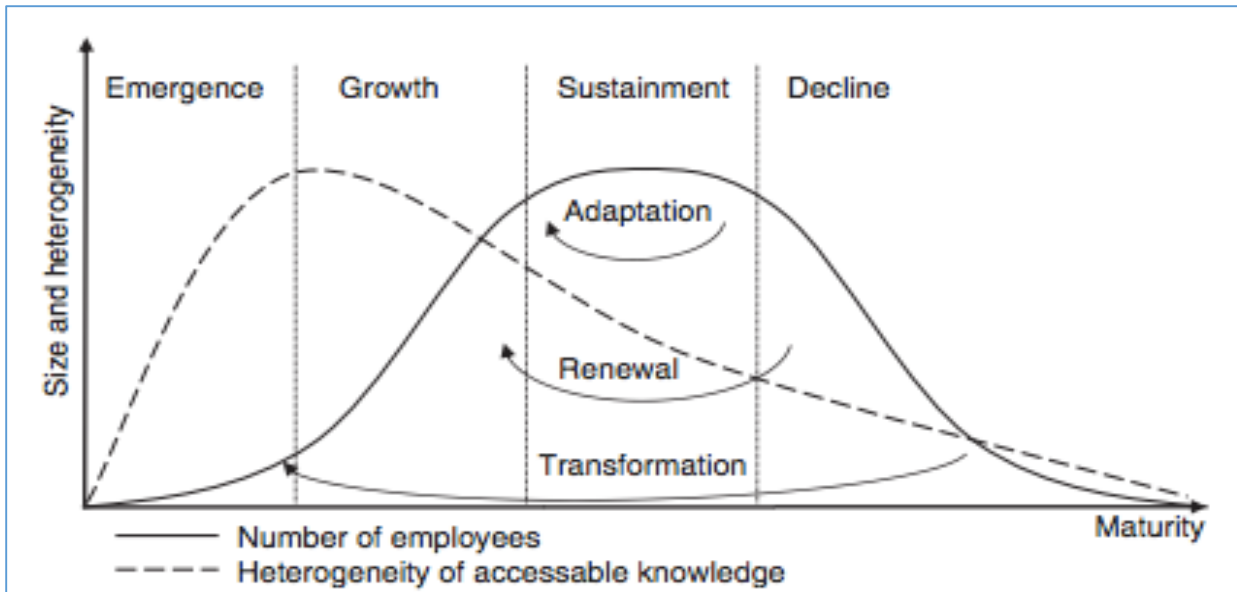 Size and heterogeneity
Emergence
Growth
Sustainment
Decline
Adaptation
Renewal
Transformation
Maturity
Number of employees
Heterogeneity of accessable knowledge